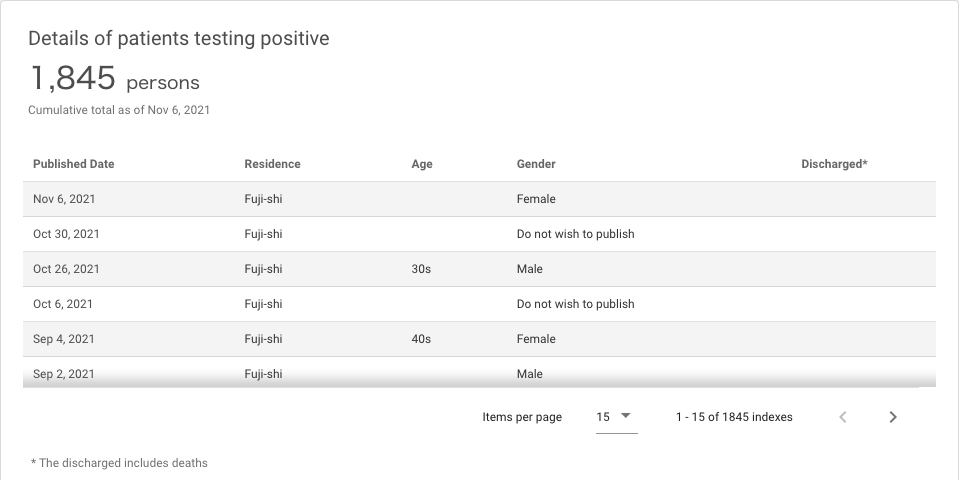 Details of patients testing positive
1,845 persons
Cumulative total as of Nov 6, 2021
Published Date Residence Age Gender Discharged*
Nov 6, 2021 Fuji-shi Female
Oct 30, 2021 Fuji-shi Do not wish to publish
Oct 26, 2021 Fuji-shi 30s Male
Oct 6, 2021 Fuji-shi Do not wish to publish
Sep 4, 2021 Fuji-shi 40s Female
Sep 2, 2021 Fuji-shi Male
Items per page 15 1 - 15 of 1845 indexes
* The discharged includes deaths